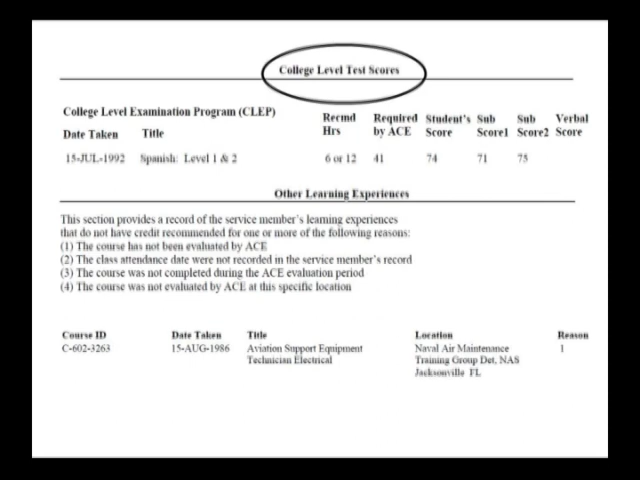 College Level Test Scores
College Level Examination Program (CLEP)
Recmd Required Student's Sub Sub Verbal
Hrs by ACE Score Score1 Score2 Score
Date Taken Title
15-JUL-1992 Spanish: Level 1 & 2 6 or 12 41 74 71 75
Other Learning Experiences
This section provides a record of the service member's learning experiences
that do not have credit recommended for one or more of the following reasons:
(1) The course has not been evaluated by ACE
(2) The class attendance date were not recorded in the service member's record
(3) The course was not completed during the ACE evaluation period
(4) The course was not evaluated by ACE at this specific location
Course ID Date Taken Title Location Reason
C-602-3263 15-AUG-1986 Aviation Support Equipment Naval Air Maintenance 1
Technician Electrical Training Group Det, NAS
Jacksonville FL